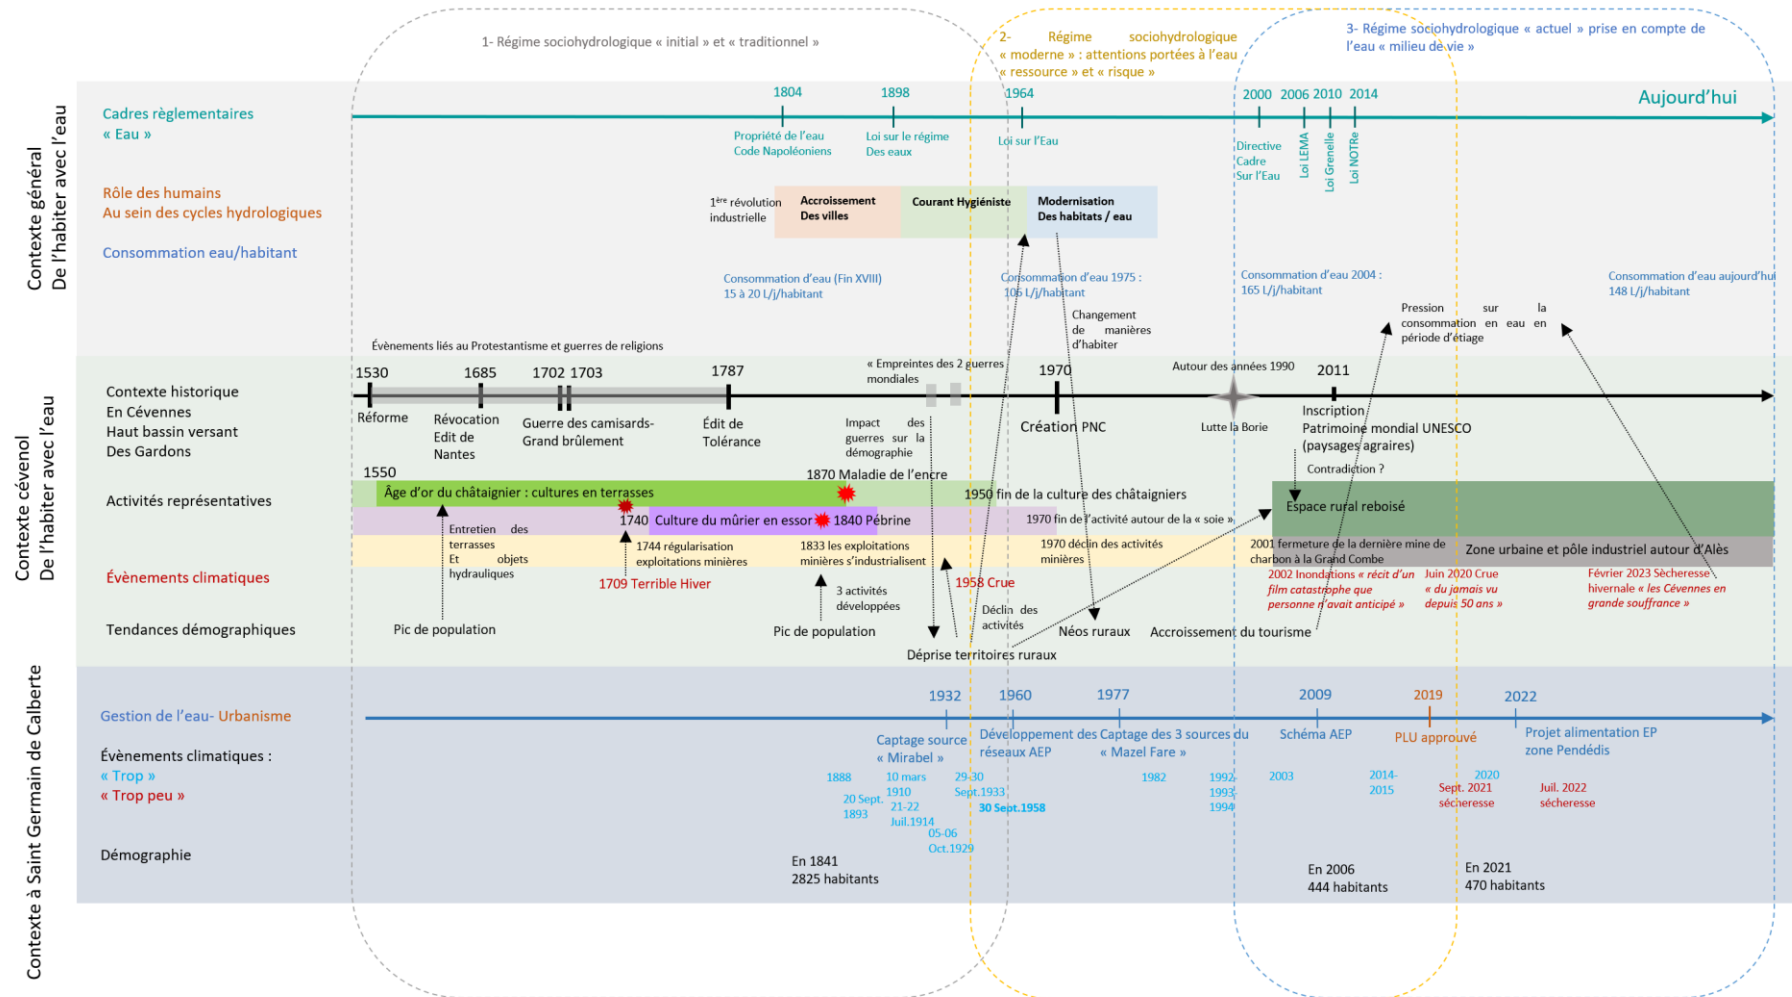 1- Régime sociohydrologique « initial » et « traditionnel »
2- Régime sociohydrologique
« moderne » : attentions portées à l'eau
« ressource » et « risque »
3- Régime sociohydrologique « actuel » prise en compte de
l'eau « milieu de vie »
Contexte général
De l'habiter avec l'eau
Cadres règlementaires
« Eau »
1804
1898
1964
2000
2006
2010
2014
Aujourd'hui
Propriété de l'eau
Code Napoléoniens
Loi sur le régime
Des eaux
Loi sur l'Eau
Directive
Cadre
Sur l'Eau
Loi LEMA
Loi Grenelle
Loi NOTRe
Rôle des humains
Au sein des cycles hydrologiques
1ère révolution
industrielle
Accroissement
Des villes
Courant Hygiéniste
Modernisation
Des habitats / eau
Consommation eau/habitant
Consommation d'eau (Fin XVIII)
15 à 20 L/j/habitant
Consommation d'eau 1975 :
106 L/j/habitant
Consommation d'eau 2004 :
165 L/j/habitant
Consommation d'eau aujourd'hui
148 L/j/habitant
Changement
de manières
d'habiter
Pression sur la
consommation en eau en
période d'étiage
Contexte cévenol
De l'habiter avec l'eau
Évènements liés au Protestantisme et guerres de religions
Contexte historique
En Cévennes
Haut bassin versant
Des Gardons
1530
1685
1702
1703
1787
« Empreintes des 2 guerres
mondiales
1970
Autour des années 1990
2011
Réforme
Révocation
Edit de
Nantes
Guerre des camisards-
Grand brûlement
Édit de
Tolérance
Impact des
guerres sur la
démographie
Création PNC
Lutte la Borie
Inscription
Patrimoine mondial UNESCO
(paysages agraires)
Contradiction ?
Activités représentatives
1550
Âge d'or du châtaignier : cultures en terrasses
1870 Maladie de l'encre
1950 fin de la culture des châtaigniers
Espace rural reboisé
1740
Culture du mûrier en essor
1840 Pébrine
1970 fin de l'activité autour de la « soie »
Entretien des
terrasses
Et objets
hydrauliques
1744 régularisation
exploitations minières
1833 les exploitations
minières s'industrialisent
1970 déclin des activités
minières
2001 fermeture de la dernière mine de
charbon à la Grand Combe
Zone urbaine et pôle industriel autour d'Alès
Évènements climatiques
1709 Terrible Hiver
1958 Crue
2002 Inondations « récit d'un
film catastrophe que
personne n'avait anticipé »
Juin 2020 Crue
« du jamais vu
depuis 50 ans »
Février 2023 Sècheresse
hivernale « les Cévennes en
grande souffrance »
3 activités
développées
Déclin des
activités
Tendances démographiques
Pic de population
Pic de population
Déprise territoires ruraux
Néos ruraux
Accroissement du tourisme
Contexte à Saint Germain de Calberte
Gestion de l'eau- Urbanisme
1932
1960
1977
2009
2019
2022
Captage source
« Mirabel »
Développement des
réseaux AEP
Captage des 3 sources du
« Mazel Fare »
Schéma AEP
PLU approuvé
Projet alimentation EP
zone Pendédis
Évènements climatiques :
« Trop »
« Trop peu »
1888
20 Sept.
1893
10 mars
1910
21-22
Juil.1914
05-06
Oct.1929
29-30
Sept.1933
30 Sept.1958
1982
1992-
1993-
1994
2003
2014-
2015
2020
Sept. 2021
sécheresse
Juil. 2022
sécheresse
Démographie
En 1841
2825 habitants
En 2006
444 habitants
En 2021
470 habitants